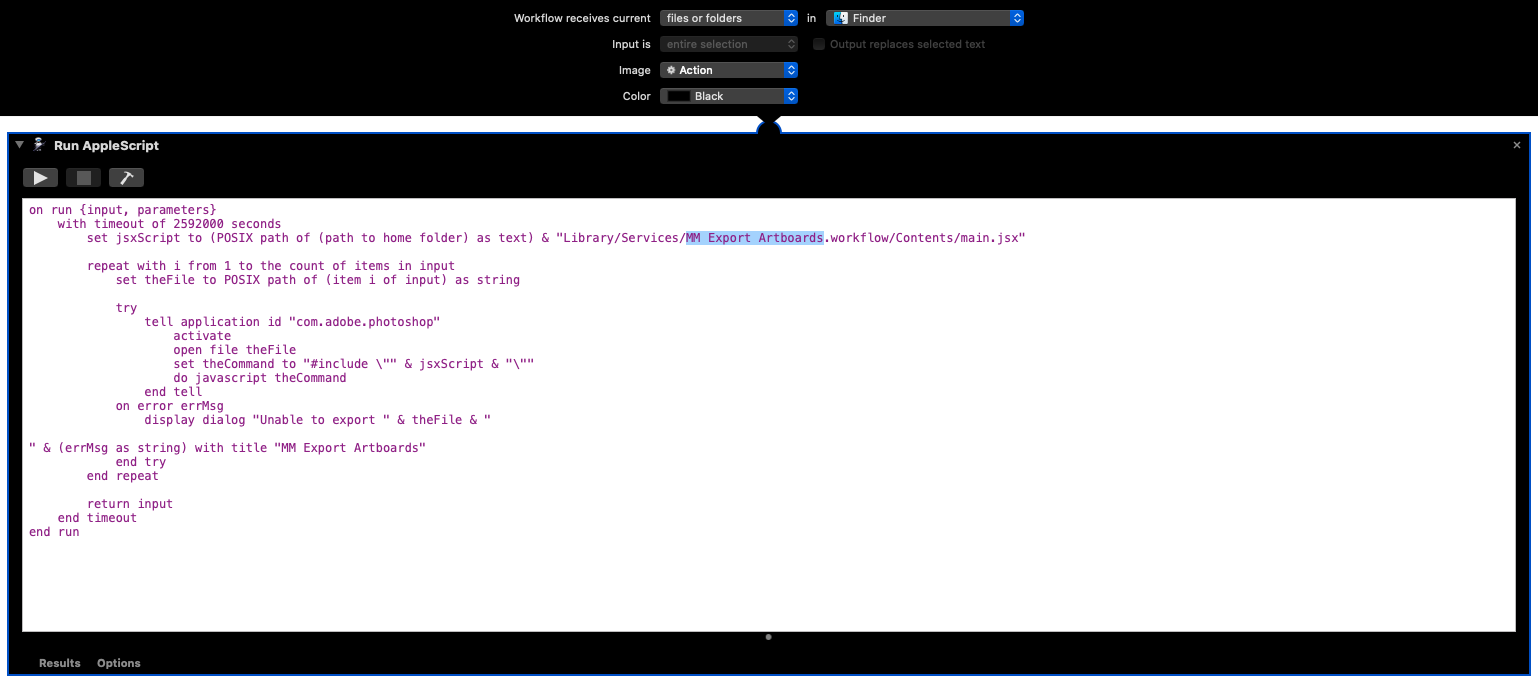 Workflow receives current files or folders in Finder
Input is entire selection Output replaces selected text
Image Action
Color Black
Run AppleScript
on run {input, parameters}
with timeout of 2592000 seconds
set jsxScript to (POSIX path of (path to home folder) as text) & "Library/Services/MM Export Artboards.workflow/Contents/main.jsx"
repeat with i from 1 to the count of items in input
set theFile to POSIX path of (item i of input) as string
try
tell application id "com.adobe.photoshop"
activate
open file theFile
set theCommand to "#include \"" & jsxScript & "\""
do javascript theCommand
end tell
on error errMsg
display dialog "Unable to export " & theFile & "
" & (errMsg as string) with title "MM Export Artboards"
end try
end repeat
return input
end timeout
end run
Results Options